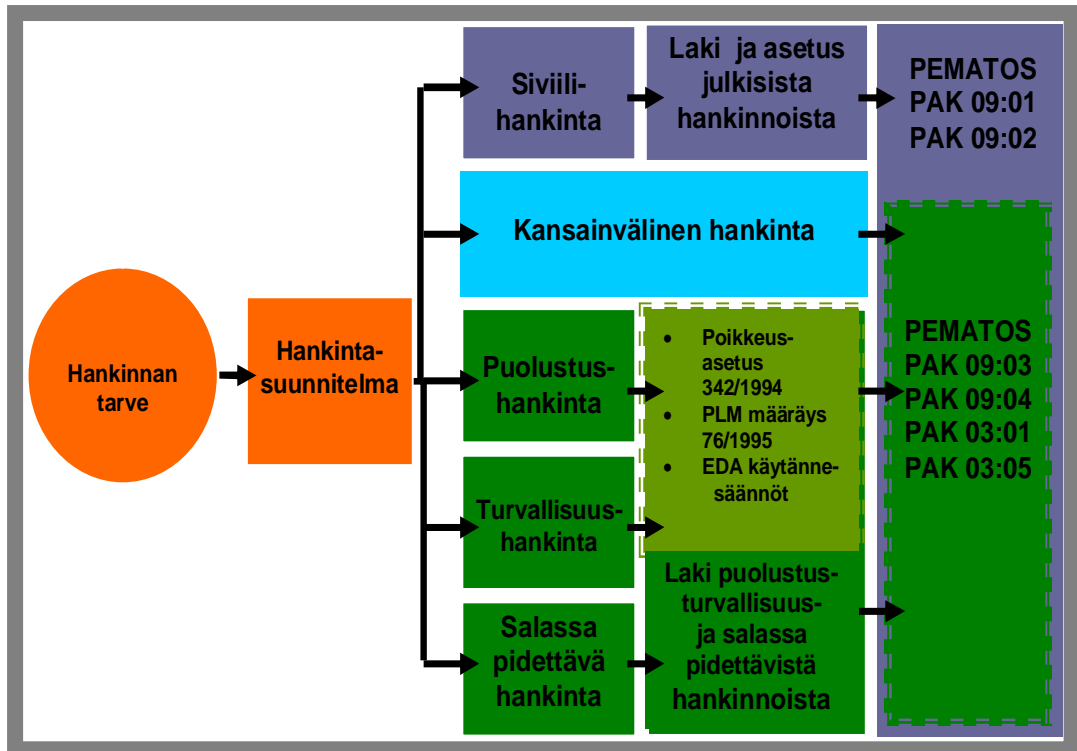 Hankinnan
tarve
Hankinta-
suunnitelma
Siviili-
hankinta
Laki ja asetus
julkisista
hankinnoista
PEMATOS
PAK 09:01
PAK 09:02
Kansainvälinen hankinta
Puolustus-
hankinta
• Poikkeus-
asetus
342/1994
• PLM määräys
76/1995
• EDA käytänne-
säännöt
PEMATOS
PAK 09:03
PAK 09:04
PAK 03:01
PAK 03:05
Turvallisuus-
hankinta
Salassa
pidettävä
hankinta
Laki puolustus-
turvallisuus-
ja salassa
pidettävistä
hankinnoista